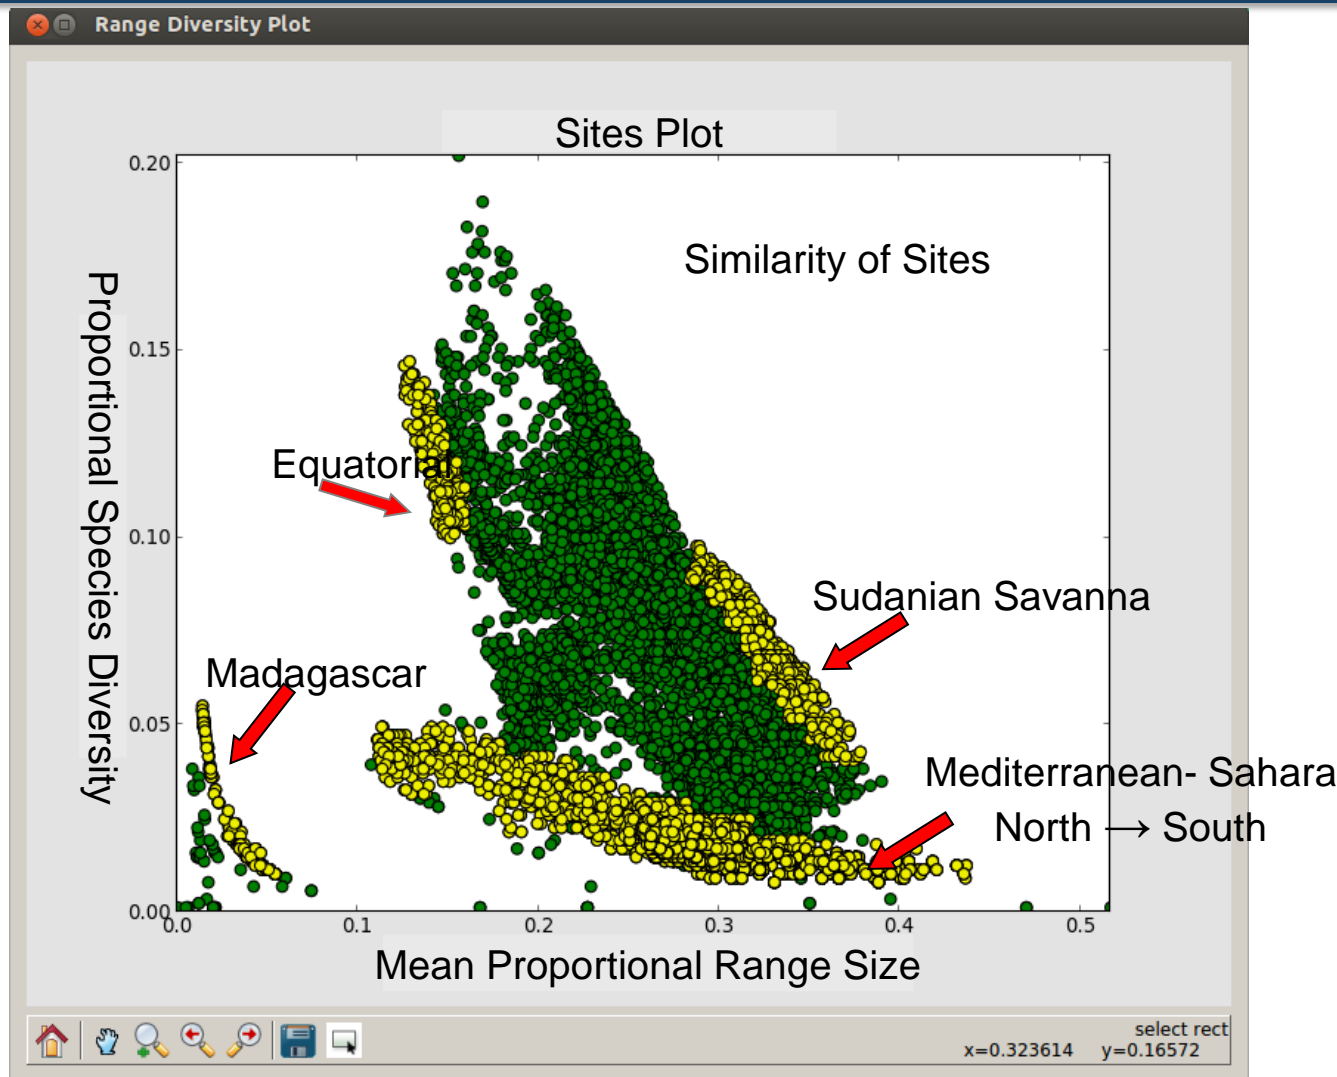 Range Diversity Plot
Sites Plot
Similarity of Sites
Proportional Species Diversity
0.20
0.15
0.10
0.05
0.00
Equatorial
Sudanian Savanna
Madagascar
Mediterranean- Sahara
North → South
0.0 0.1 0.2 0.3 0.4 0.5
Mean Proportional Range Size
select rect
x=0.323614 y=0.16572